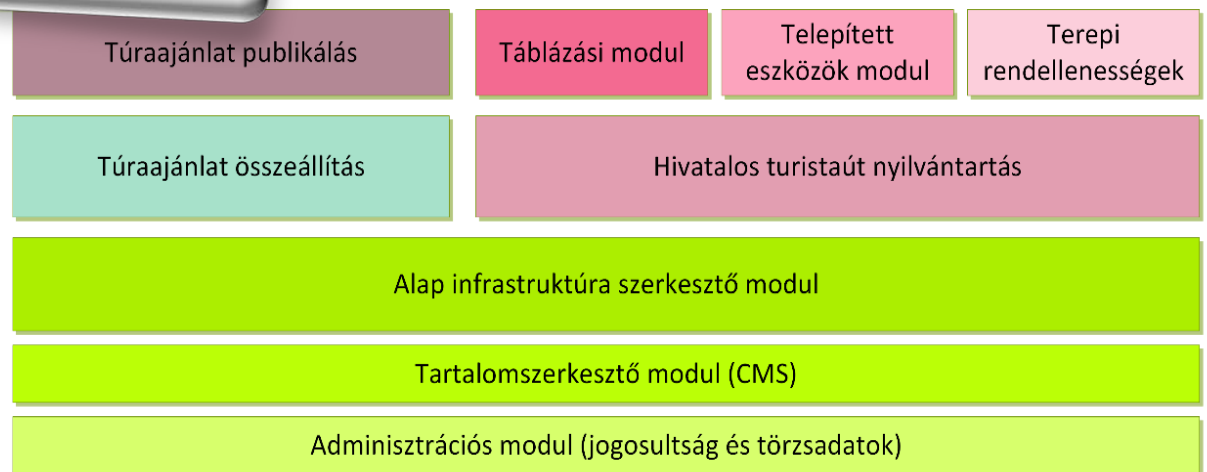 Túraajánlat publikálás
Táblázási modul
Telepített
eszközök modul
Terepi
rendellenességek
Túraajánlat összeállítás
Hivatalos turistaút nyilvántartás
Alap infrastruktúra szerkesztő modul
Tartalomszerkesztő modul (CMS)
Adminisztrációs modul (jogosultság és törzsadatok)